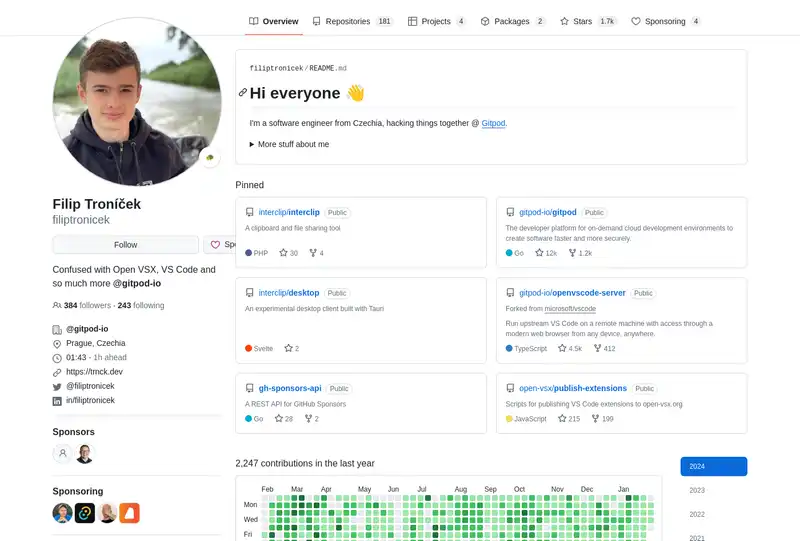 Overview
Repositories 181
Projects 4
Packages 2
Stars 1.7k
Sponsoring 4
filiptronicek/README.md
Hi everyone 👋
I'm a software engineer from Czechia, hacking things together @ Gitpod.
More stuff about me
Filip Troníček
filiptronicek
Follow
Confused with Open VSX, VS Code and
so much more @gitpod-io
384 followers · 243 following
@gitpod-io
Prague, Czechia
01:43 - 1h ahead
https://trnck.dev
@filiptronicek
in/filiptronicek
Sponsors
Sponsoring
Pinned
interclip/interclip Public
A clipboard and file sharing tool
PHP 30 4
gitpod-io/gitpod Public
The developer platform for on-demand cloud development environments to
create software faster and more securely.
Go 12k 1.2k
interclip/desktop Public
An experimental desktop client built with Tauri
Svelte 2
gitpod-io/openvscode-server Public
Forked from microsoft/vscode
Run upstream VS Code on a remote machine with access through a
modern web browser from any device, anywhere.
TypeScript 4.5k 412
gh-sponsors-api Public
A REST API for GitHub Sponsors
Go 28 2
open-vsx/publish-extensions Public
Scripts for publishing VS Code extensions to open-vsx.org
JavaScript 215 199
2,247 contributions in the last year
Feb Mar Apr May Jun Jul Aug Sep Oct Nov Dec Jan
Mon
Wed
Fri
2024
2023
2022
2021